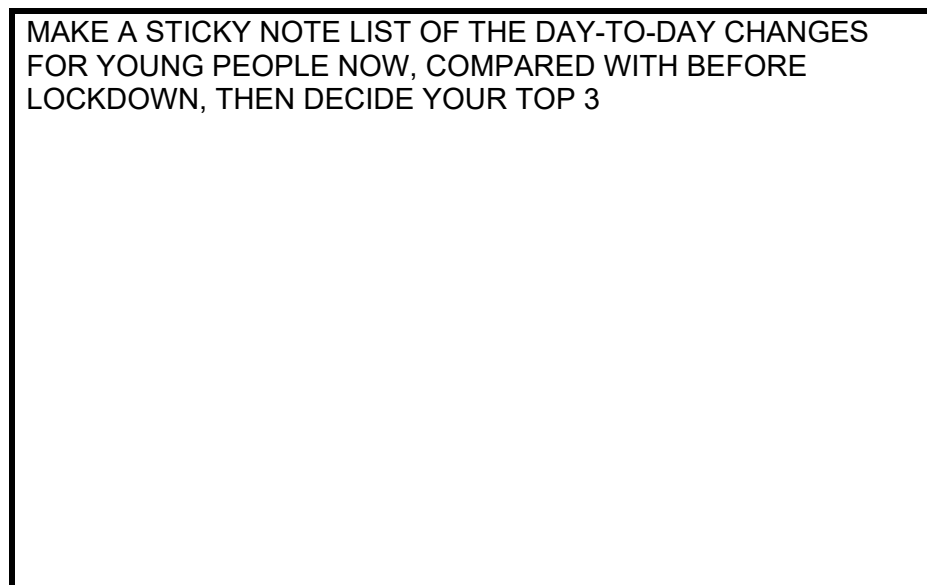 MAKE A STICKY NOTE LIST OF THE DAY-TO-DAY CHANGES
FOR YOUNG PEOPLE NOW, COMPARED WITH BEFORE
LOCKDOWN, THEN DECIDE YOUR TOP 3